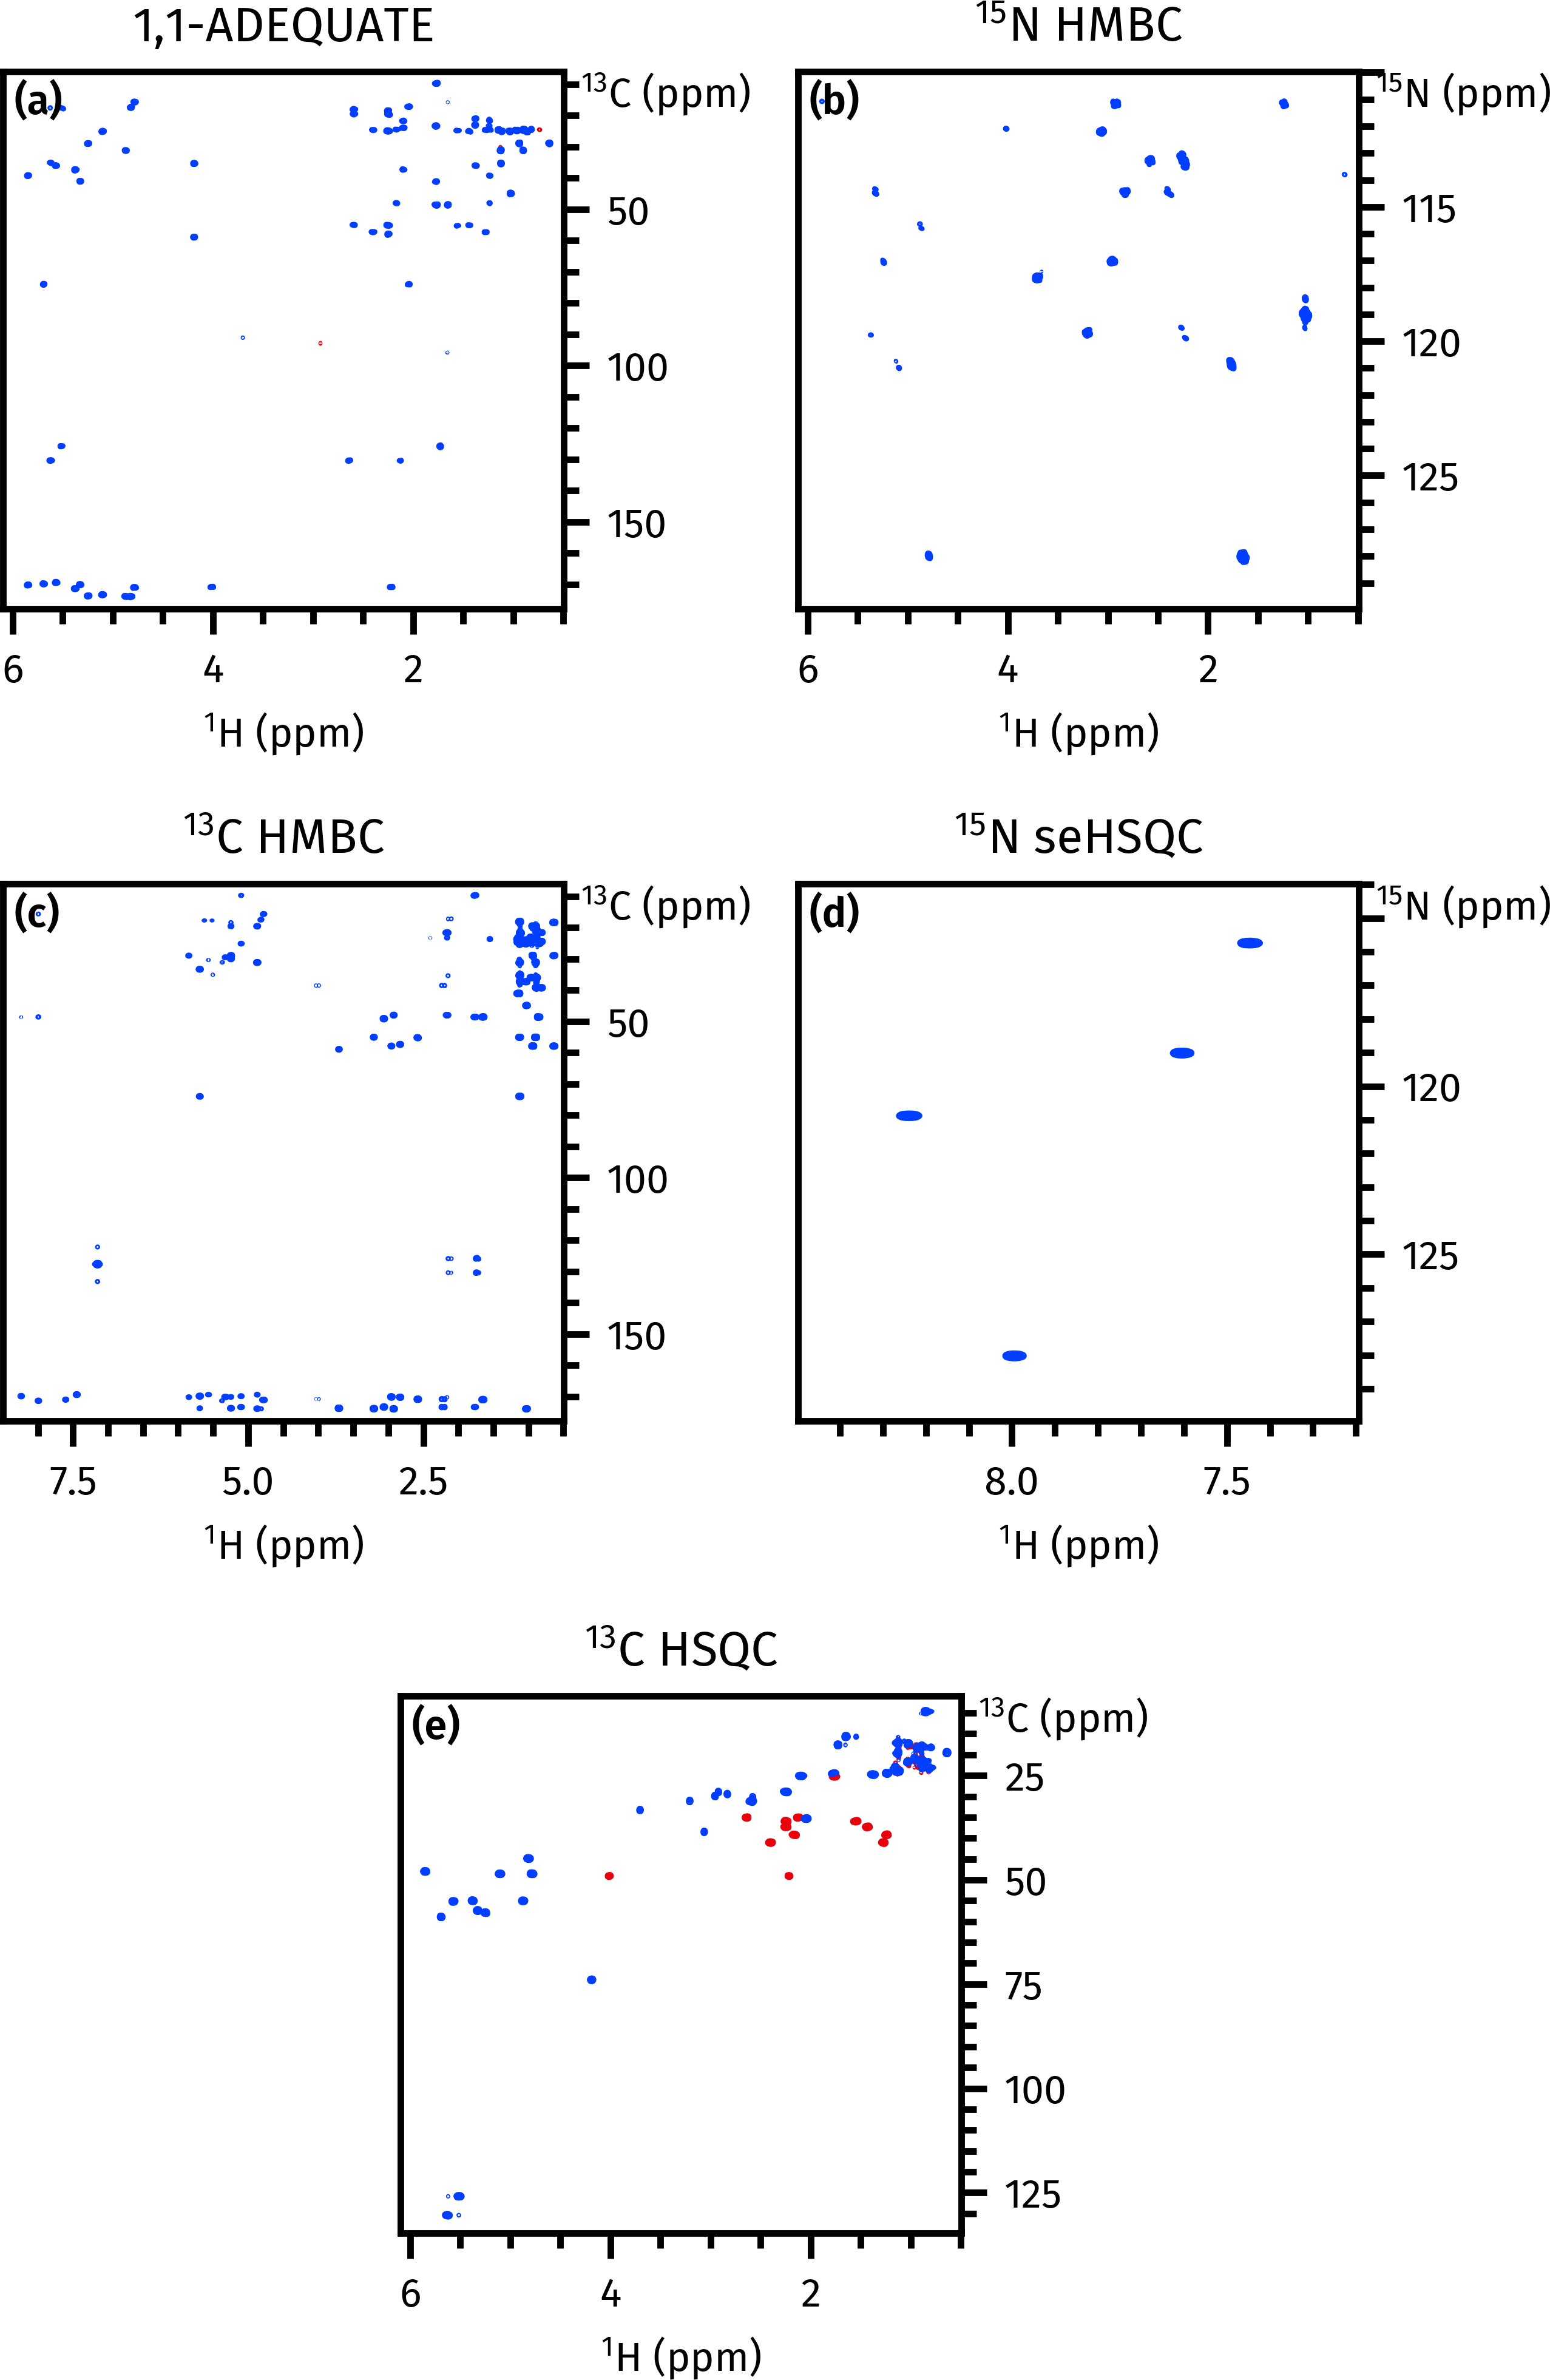 1,1-ADEQUATE
(a)
¹³C (ppm)
50
100
150
6 4 2
¹H (ppm)
¹⁵N HMBC
(b)
¹⁵N (ppm)
115
120
125
6 4 2
¹H (ppm)
¹³C HMBC
(c)
¹³C (ppm)
50
100
150
7.5 5.0 2.5
¹H (ppm)
¹⁵N seHSQC
(d)
¹⁵N (ppm)
120
125
8.0 7.5
¹H (ppm)
¹³C HSQC
(e)
¹³C (ppm)
25
50
75
100
125
6 4 2
¹H (ppm)